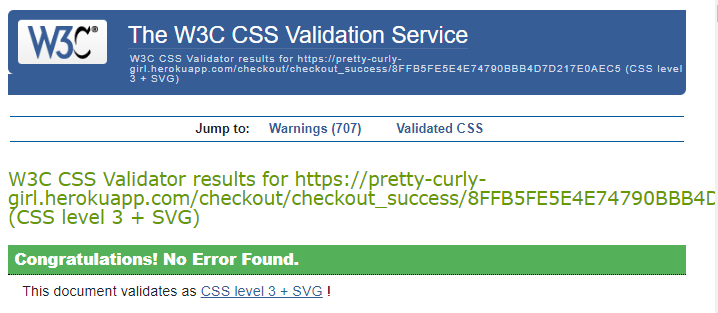 W3C®
The W3C CSS Validation Service
W3C CSS Validator results for https://pretty-curly-
girl.herokuapp.com/checkout/checkout_success/8FFB5FE5E4E74790BBB4D7D217E0AEC5 (CSS level
3 + SVG)
Jump to: Warnings (707) Validated CSS
W3C CSS Validator results for https://pretty-curly-
girl.herokuapp.com/checkout/checkout_success/8FFB5FE5E4E74790BBB4D
(CSS level 3 + SVG)
Congratulations! No Error Found.
This document validates as CSS level 3 + SVG !